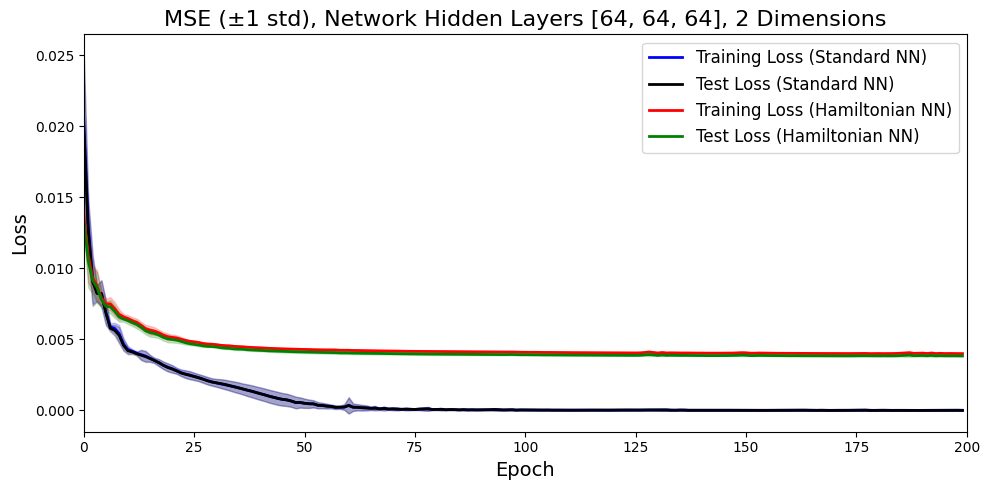 MSE (±1 std), Network Hidden Layers [64, 64, 64], 2 Dimensions
Training Loss (Standard NN)
Test Loss (Standard NN)
Training Loss (Hamiltonian NN)
Test Loss (Hamiltonian NN)
Loss
0.025
0.020
0.015
0.010
0.005
0.000
0 25 50 75 100 125 150 175 200
Epoch